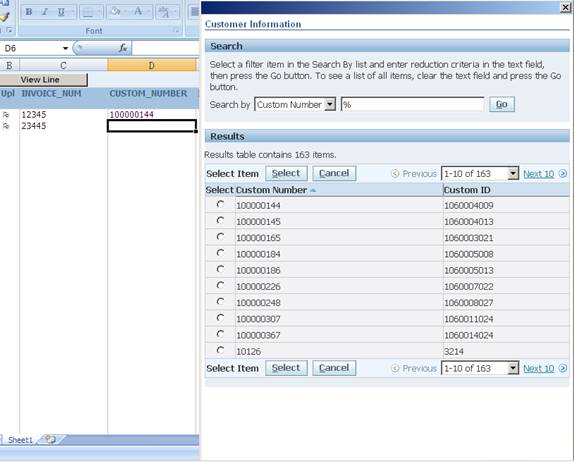 Customer Information
B I U A
Font
D6 fx
B C D
View Line
Upl INVOICE_NUM CUSTOM_NUMBER
12345 100000144
23445
Sheet1
Search
Select a filter item in the Search By list and enter reduction criteria in the text field,
then press the Go button. To see a list of all items, clear the text field and press the Go
button.
Search by Custom Number % Go
Results
Results table contains 163 items.
Select Item Select Cancel Previous 1-10 of 163 Next 10
Select Custom Number Custom ID
100000144 1060004009
100000145 1060004013
100000165 1060003021
100000184 1060005008
100000186 1060005013
100000226 1060007022
100000248 1060008027
100000307 1060011024
100000367 1060014024
10126 3214
Select Item Select Cancel Previous 1-10 of 163 Next 10